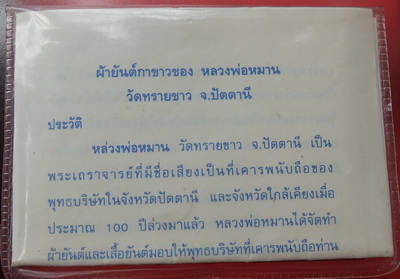 ผ้ายันต์กาขาวของ หลวงพ่อหมาน
วัดทรายขาว จ.ปัตตานี
ประวัติ
หล่วงพ่อหมาน วัดทรายขาว จ.ปัตตานี เป็น
พระเถราจารย์ที่มีชื่อเสียงเป็นที่เคารพนับถือของ
พุทธบริษัทในจังหวัดปัตตานี และจังหวัดใกล้เคียงเมื่อ
ประมาณ 100 ปีล่วงมาแล้ว หลวงพ่อหมานได้จัดทำ
ผ้ายันต์และเสื้อยันต์มอบให้พุทธบริษัทที่เคารพนับถือท่าน